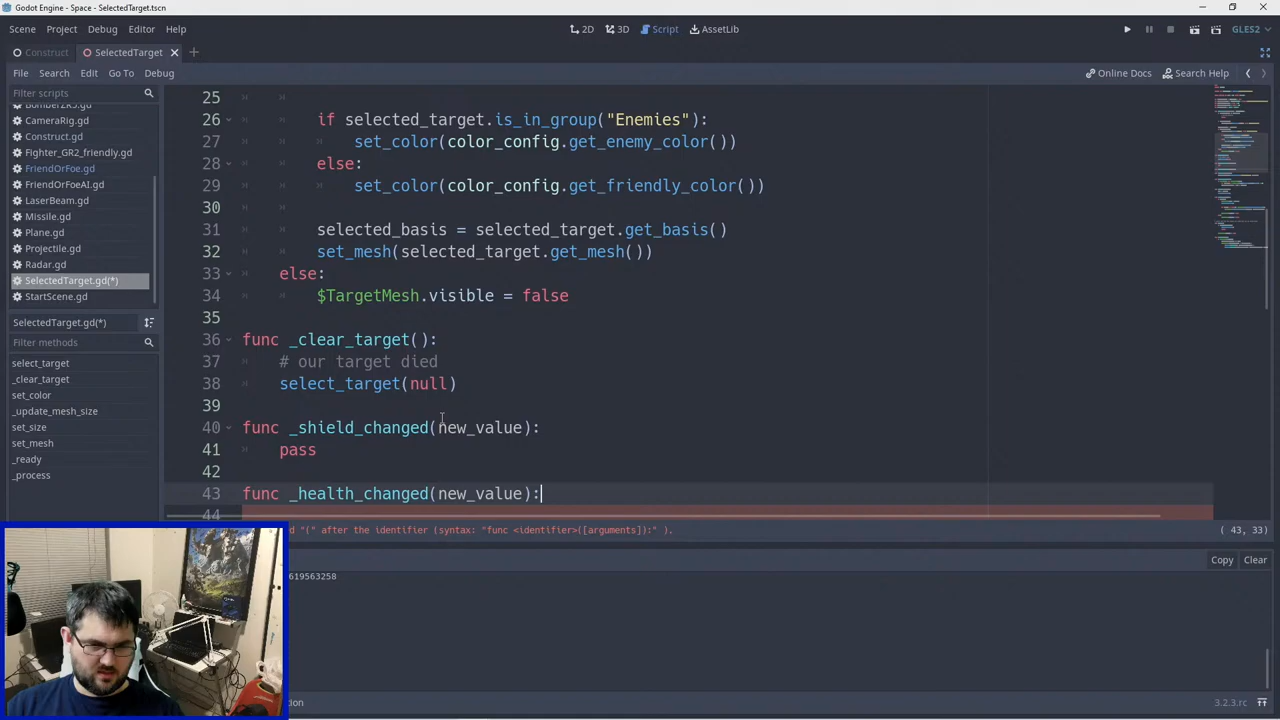 Godot Engine - Space - SelectedTarget.tscn
Scene Project Debug Editor Help
2D 3D Script AssetLib
GLES2
Construct SelectedTarget
File Search Edit Go To Debug
Online Docs Search Help
Filter scripts
CameraRig.gd
Construct.gd
Fighter_GR2_friendly.gd
FriendOrFoe.gd
FriendOrFoeAI.gd
LaserBeam.gd
Missile.gd
Plane.gd
Projectile.gd
Radar.gd
SelectedTarget.gd(*)
StartScene.gd
SelectedTarget.gd(*)
Filter methods
select_target
_clear_target
set_color
_update_mesh_size
set_size
set_mesh
_ready
_process
25
26 if selected_target.is_in_group("Enemies"):
27 set_color(color_config.get_enemy_color())
28 else:
29 set_color(color_config.get_friendly_color())
30
31 selected_basis = selected_target.get_basis()
32 set_mesh(selected_target.get_mesh())
33 else:
34 $TargetMesh.visible = false
35
36 func _clear_target():
37 # our target died
38 select_target(null)
39
40 func _shield_changed(new_value):
41 pass
42
43 func _health_changed(new_value):
44
"(" after the identifier (syntax: "func <identifier>([arguments]):" ).
( 43, 33)
Copy Clear
619563258
3.2.3.rc